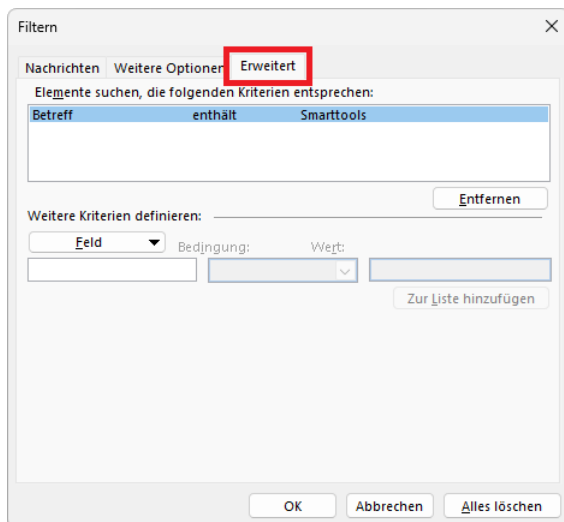 Filtern
Nachrichten Weitere Optionen Erweitert
Elemente suchen, die folgenden Kriterien entsprechen:
Betreff enthält Smarttools
Entfernen
Weitere Kriterien definieren:
Feld Bedingung: Wert:
Zur Liste hinzufügen
OK Abbrechen Alles löschen